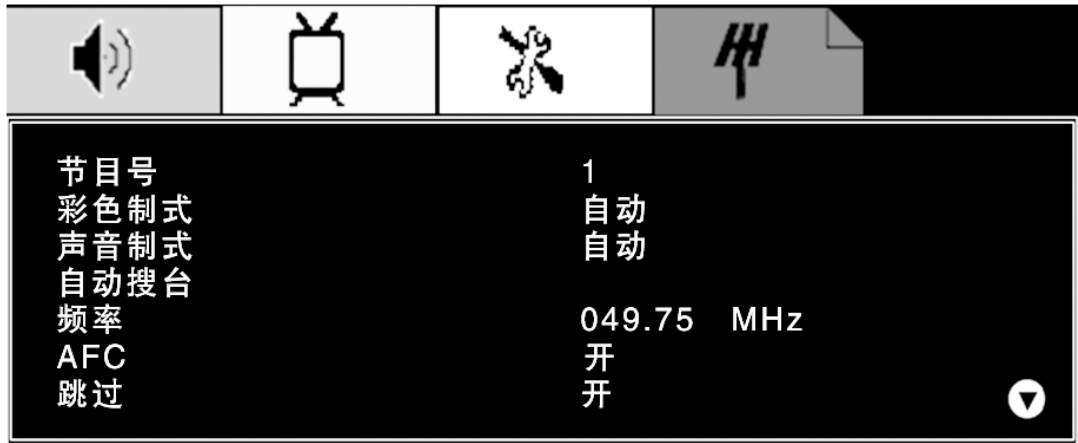 节目号 1
彩色制式 自动
声音制式 自动
自动搜台
频率 049.75 MHz
AFC 开
跳过 开